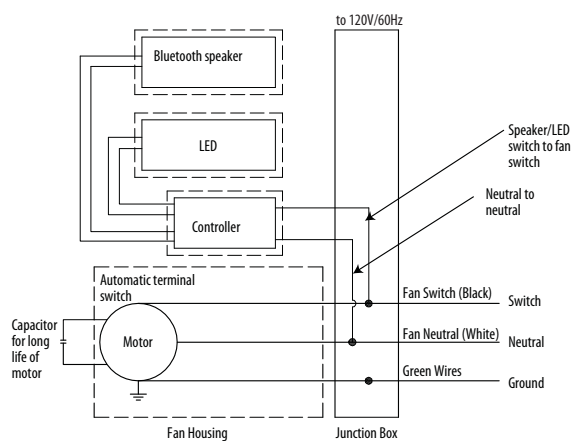 to 120V/60Hz
Bluetooth speaker
LED
Controller
Speaker/LED
switch to fan
switch
Neutral to
neutral
Automatic terminal
switch
Fan Switch (Black)
Switch
Capacitor
for long
life of
motor
Motor
Fan Neutral (White)
Neutral
Green Wires
Ground
Fan Housing
Junction Box